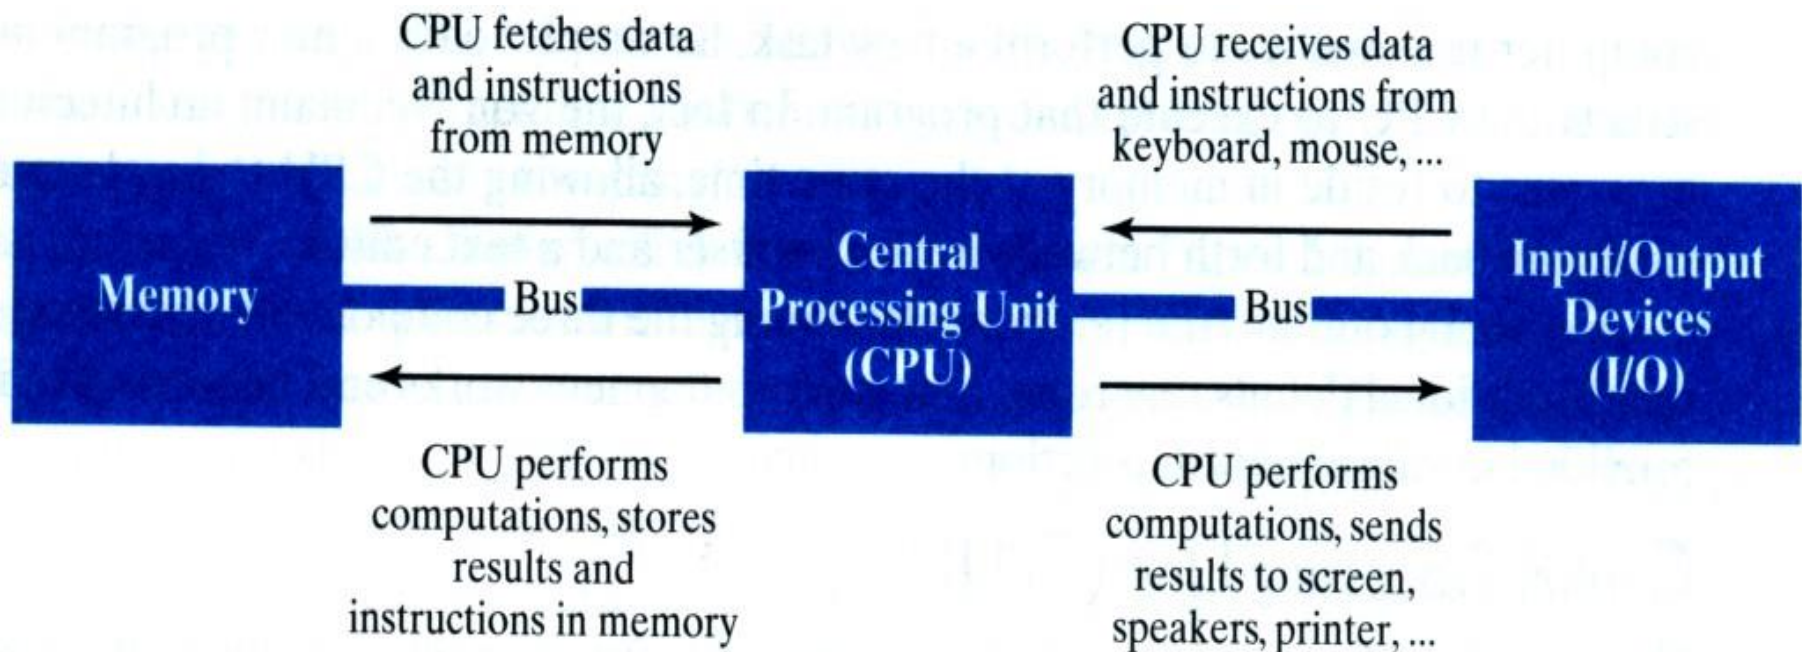 CPU fetches data
and instructions
from memory
CPU receives data
and instructions from
keyboard, mouse, ...
Memory
Bus
Central
Processing Unit
(CPU)
Bus
Input/Output
Devices
(I/O)
CPU performs
computations, stores
results and
instructions in memory
CPU performs
computations, sends
results to screen,
speakers, printer, ...